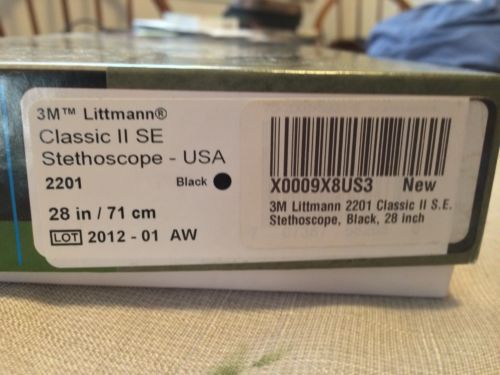 3M™ Littmann®
Classic II SE
Stethoscope - USA
2201 Black
28 in / 71 cm
LOT 2012 - 01 AW
X0009X8US3 New
3M Littmann 2201 Classic II S.E.
Stethoscope, Black, 28 inch